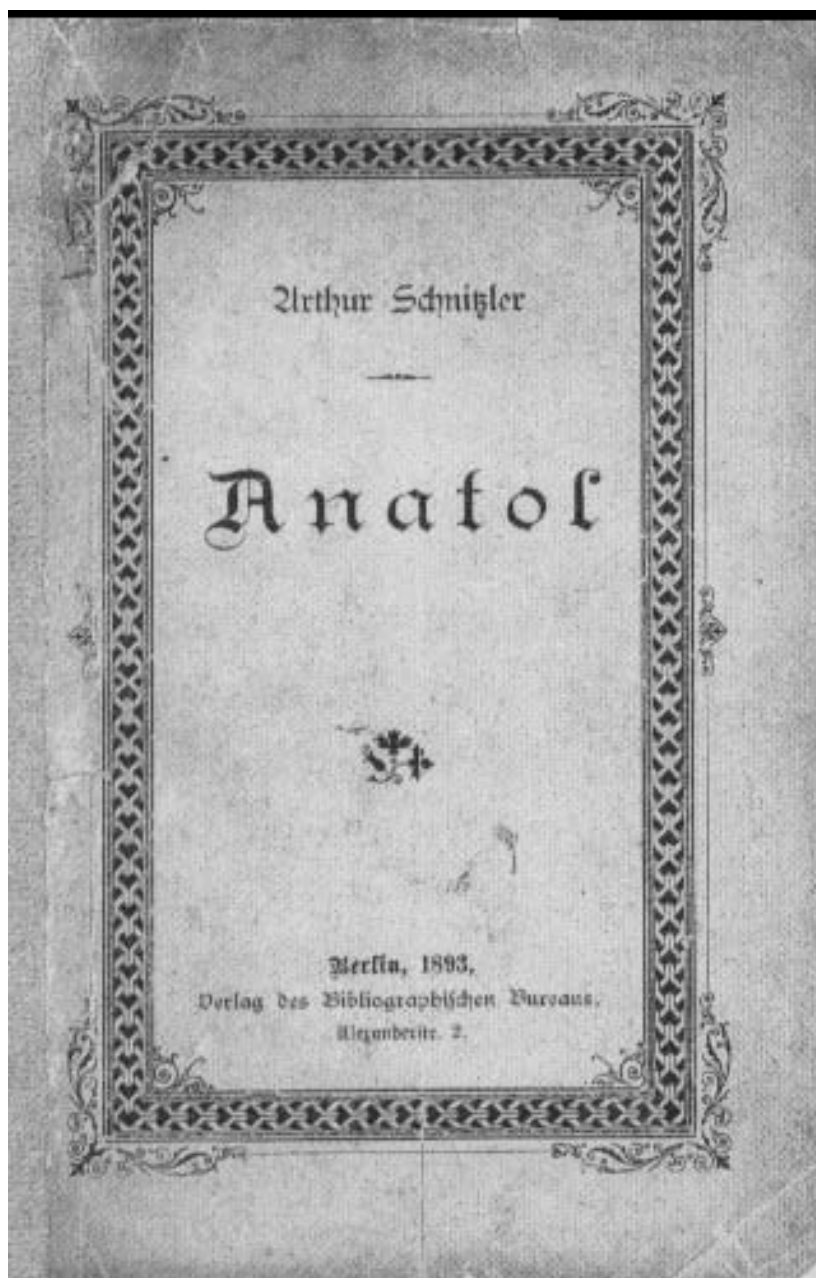 Arthur Schnitzler
Anatol
Berlin, 1893.
Verlag des Bibliographischen Bureaus.
Alexanderstr. 2.